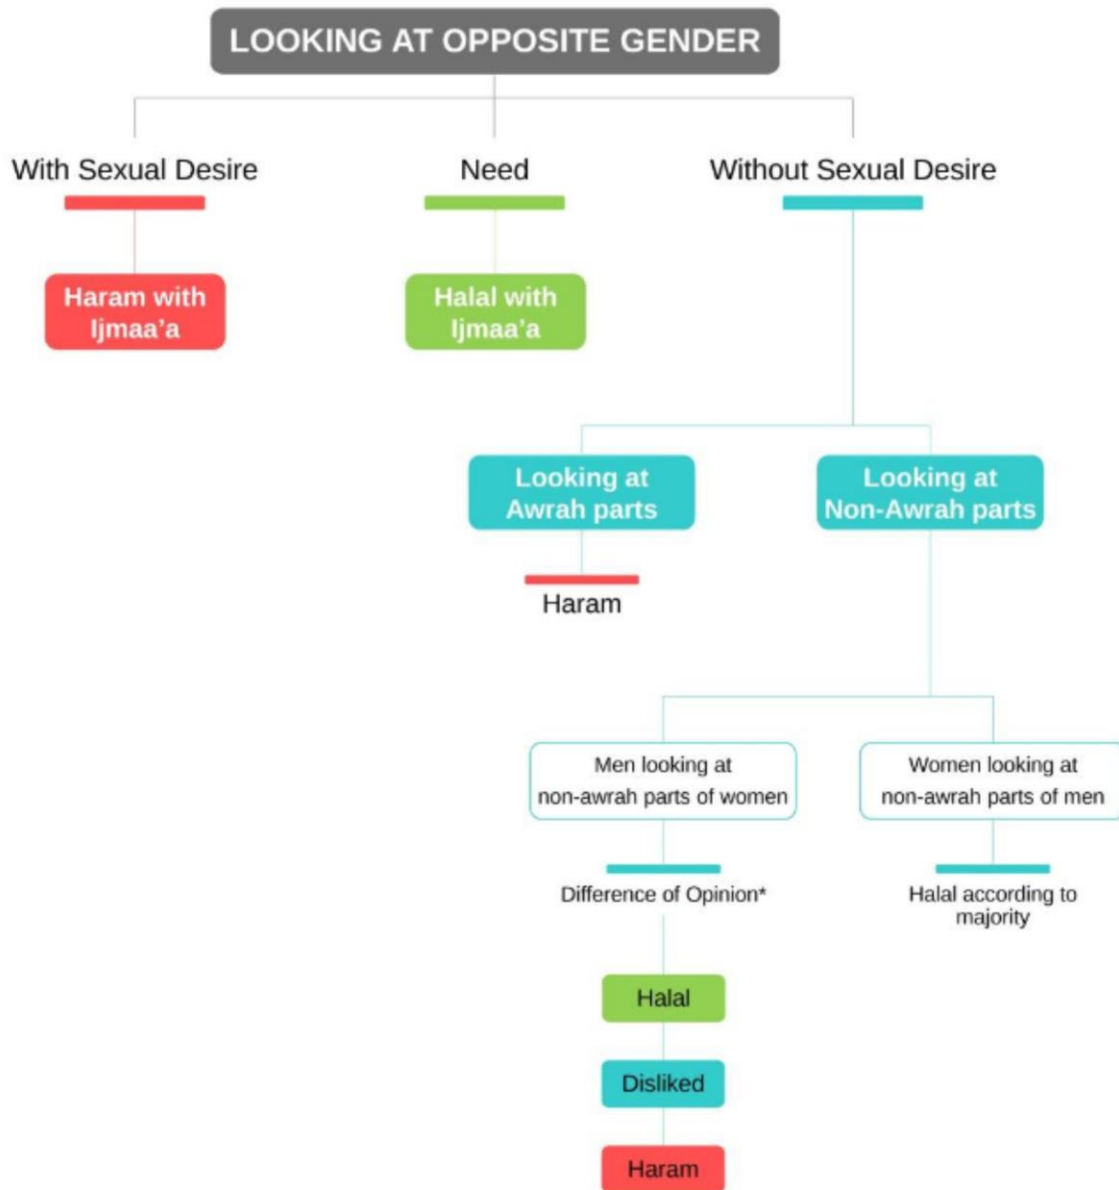 LOOKING AT OPPOSITE GENDER
With Sexual Desire
Need
Without Sexual Desire
Haram with
Ijmaa'a
Halal with
Ijmaa'a
Looking at
Awrah parts
Looking at
Non-Awrah parts
Haram
Men looking at
non-awrah parts of women
Women looking at
non-awrah parts of men
Difference of Opinion*
Halal according to
majority
Halal
Disliked
Haram